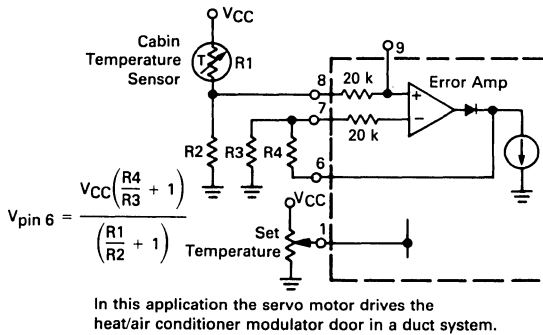 VCC
9
Cabin
Temperature
Sensor
T
R1
8
20 k
+
Error Amp
7
20 k
−
R2
R3
R4
6
Vpin 6 = VCC(R4/R3 + 1) / (R1/R2 + 1)
VCC
Set
Temperature
1
In this application the servo motor drives the
heat/air conditioner modulator door in a duct system.